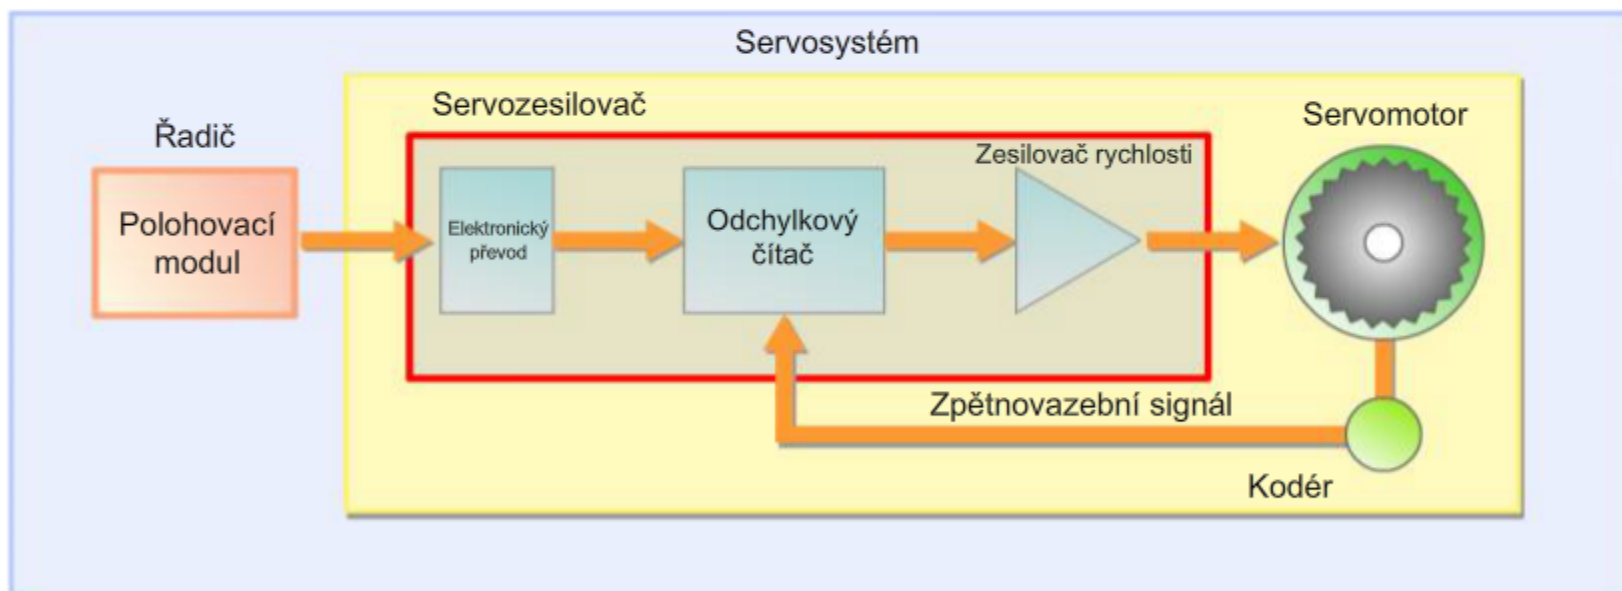 Servosystém
Servozesilovač
Servomotor
Řadič
Zesilovač rychlosti
Polohovací
modul
Elektronický
převod
Odchylkový
čítač
Zpětnovazební signál
Kodér